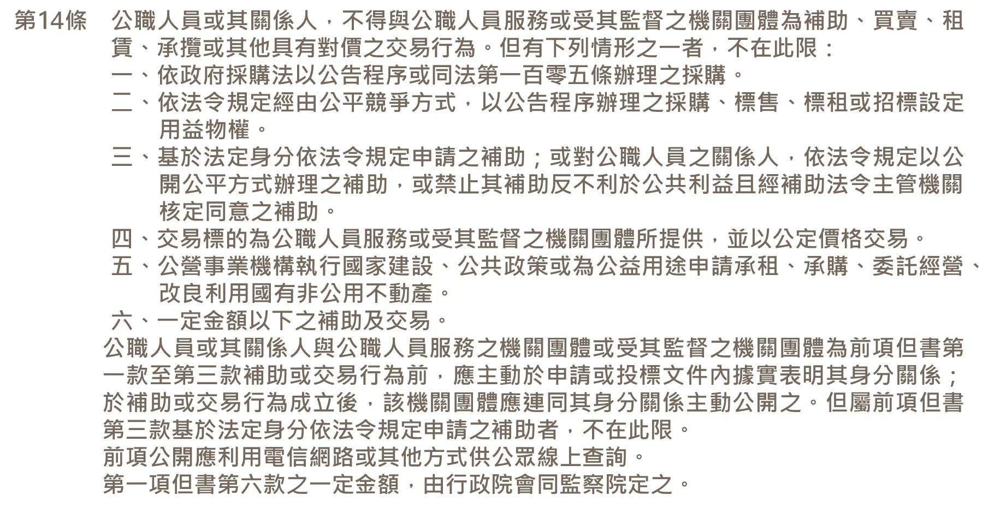 第14條　公職人員或其關係人，不得與公職人員服務或受其監督之機關團體為補助、買賣、租
賃、承攬或其他具有對價之交易行為。但有下列情形之一者，不在此限：
一、依政府採購法以公告程序或同法第一百零五條辦理之採購。
二、依法令規定經由公平競爭方式，以公告程序辦理之採購、標售、標租或招標設定
用益物權。
三、基於法定身分依法令規定申請之補助；或對公職人員之關係人，依法令規定以公
開公平方式辦理之補助，或禁止其補助反不利於公共利益且經補助法令主管機關
核定同意之補助。
四、交易標的為公職人員服務或受其監督之機關團體所提供，並以公定價格交易。
五、公營事業機構執行國家建設、公共政策或為公益用途申請承租、承購、委託經營、
改良利用國有非公用不動產。
六、一定金額以下之補助及交易。
公職人員或其關係人與公職人員服務之機關團體或受其監督之機關團體為前項但書第
一款至第三款補助或交易行為前，應主動於申請或投標文件內據實表明其身分關係；
於補助或交易行為成立後，該機關團體應連同其身分關係主動公開之。但屬前項但書
第三款基於法定身分依法令規定申請之補助者，不在此限。
前項公開應利用電信網路或其他方式供公眾線上查詢。
第一項但書第六款之一定金額，由行政院會同監察院定之。